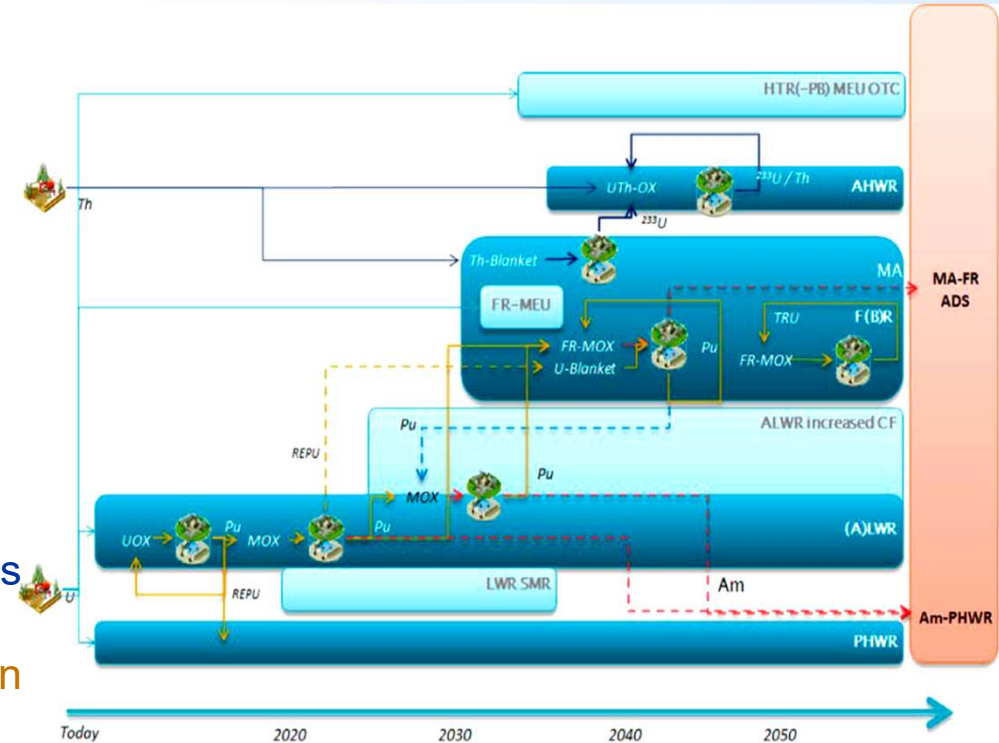 HTR(-PB) MEU OTC
Th
UTh-OX
²³³U / Th
AHWR
²³³U
Th-Blanket
MA
FR-MEU
MA-FR
ADS
TRU
F(B)R
FR-MOX
Pu
FR-MOX
U-Blanket
Pu
ALWR increased CF
REPU
Pu
MOX
UOX
Pu
MOX
Pu
(A)LWR
s
U
REPU
LWR SMR
Am
Am-PHWR
PHWR
n
Today
2020
2030
2040
2050